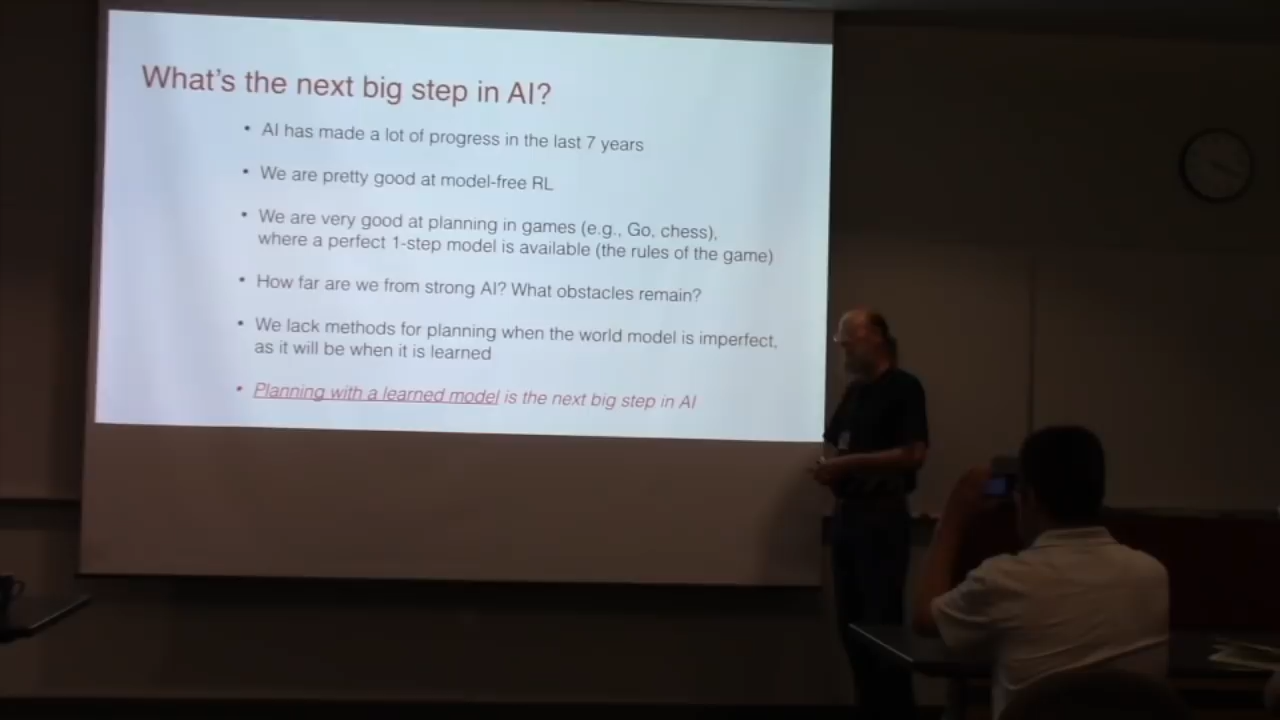 What's the next big step in AI?
• AI has made a lot of progress in the last 7 years
• We are pretty good at model-free RL
• We are very good at planning in games (e.g., Go, chess),
where a perfect 1-step model is available (the rules of the game)
• How far are we from strong AI? What obstacles remain?
• We lack methods for planning when the world model is imperfect,
as it will be when it is learned
• Planning with a learned model is the next big step in AI